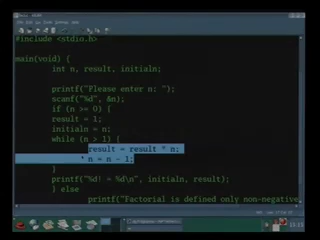 #include <stdio.h>
main(void) {
int n, result, initialn;
printf("Please enter n: ");
scanf("%d", &n);
if (n >= 0) {
result = 1;
initialn = n;
while (n > 1) {
result = result * n;
n = n - 1;
}
printf("%d! = %d\n", initialn, result);
} else
printf("Factorial is defined only non-negative